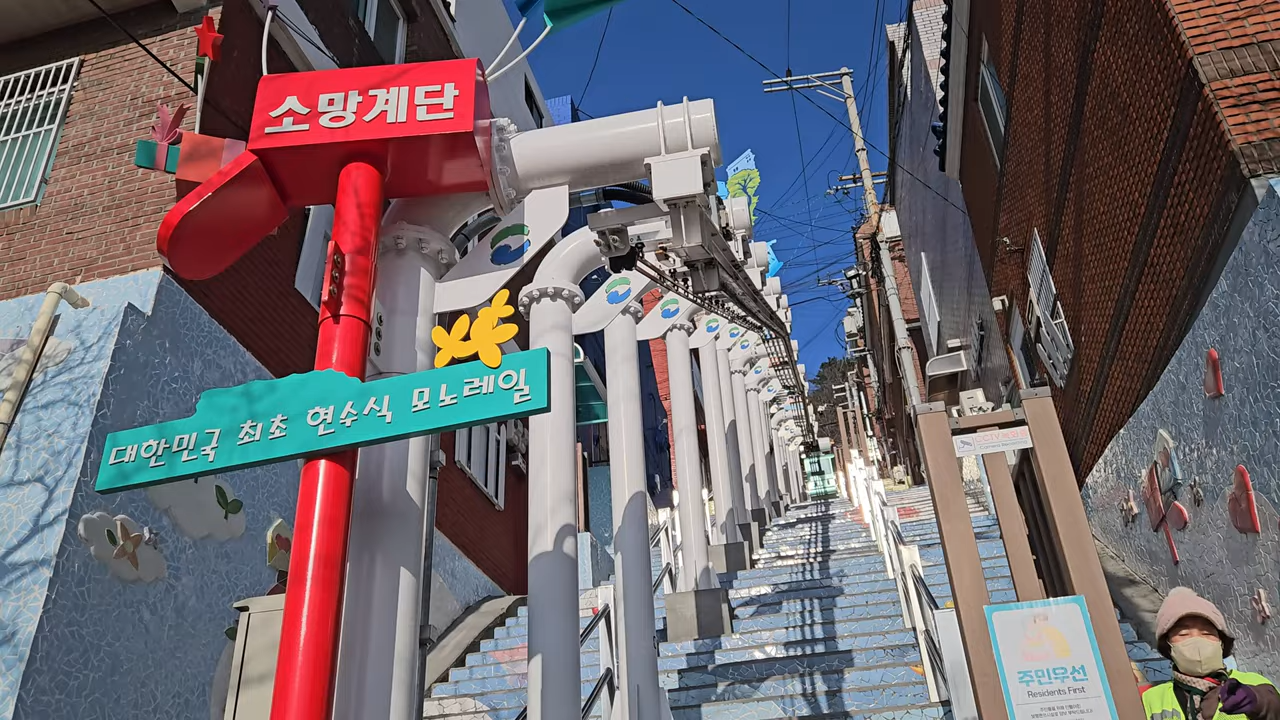 소망계단
대한민국 최초 현수식 모노레일
CCTV
주민우선
Residents First